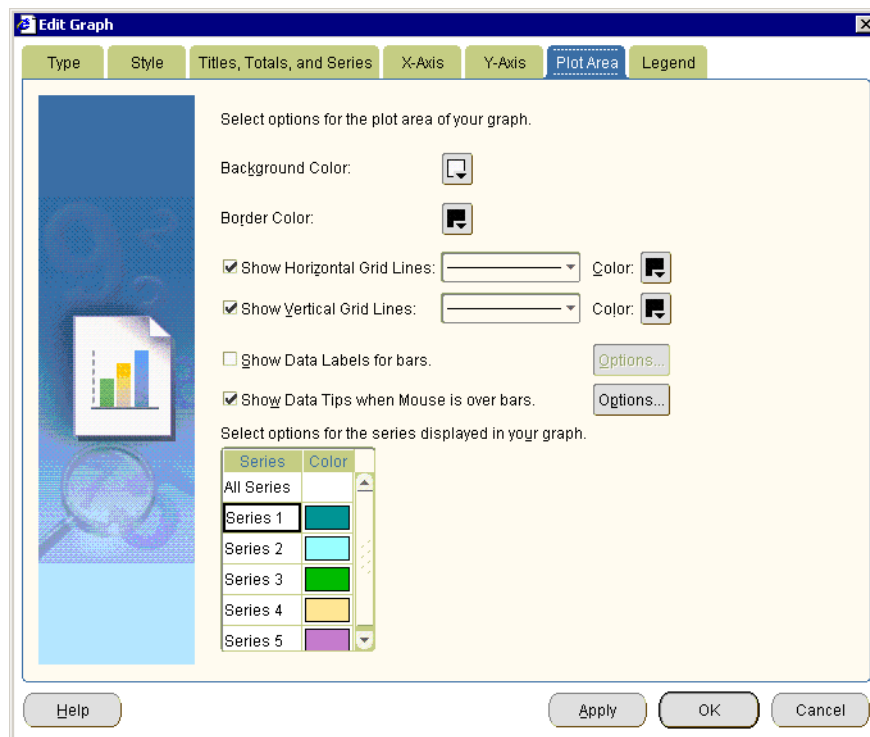 Edit Graph
Type Style Titles, Totals, and Series X-Axis Y-Axis Plot Area Legend
Select options for the plot area of your graph.
Background Color:
Border Color:
Show Horizontal Grid Lines: Color:
Show Vertical Grid Lines: Color:
Show Data Labels for bars. Options...
Show Data Tips when Mouse is over bars. Options...
Select options for the series displayed in your graph.
Series Color
All Series
Series 1
Series 2
Series 3
Series 4
Series 5
Help Apply OK Cancel